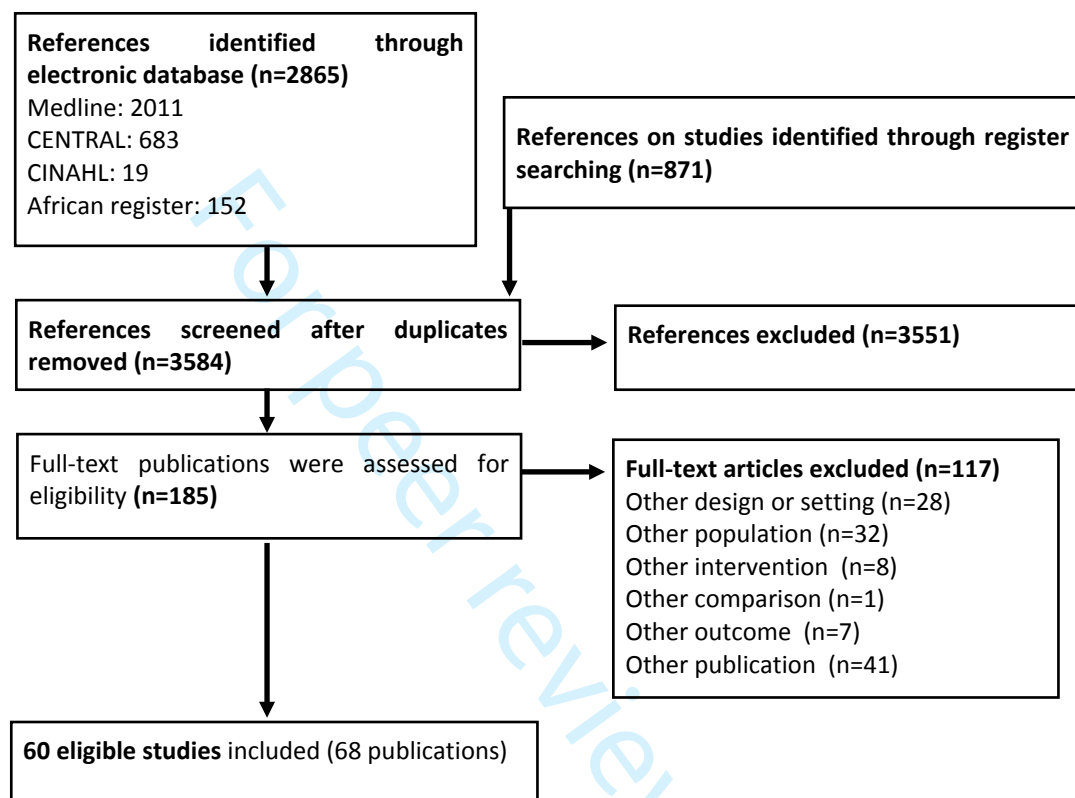 References identified through
electronic database (n=2865)
Medline: 2011
CENTRAL: 683
CINAHL: 19
African register: 152
References on studies identified through register
searching (n=871)
References screened after duplicates
removed (n=3584)
References excluded (n=3551)
Full-text publications were assessed for
eligibility (n=185)
Full-text articles excluded (n=117)
Other design or setting (n=28)
Other population (n=32)
Other intervention (n=8)
Other comparison (n=1)
Other outcome (n=7)
Other publication (n=41)
60 eligible studies included (68 publications)
For peer review